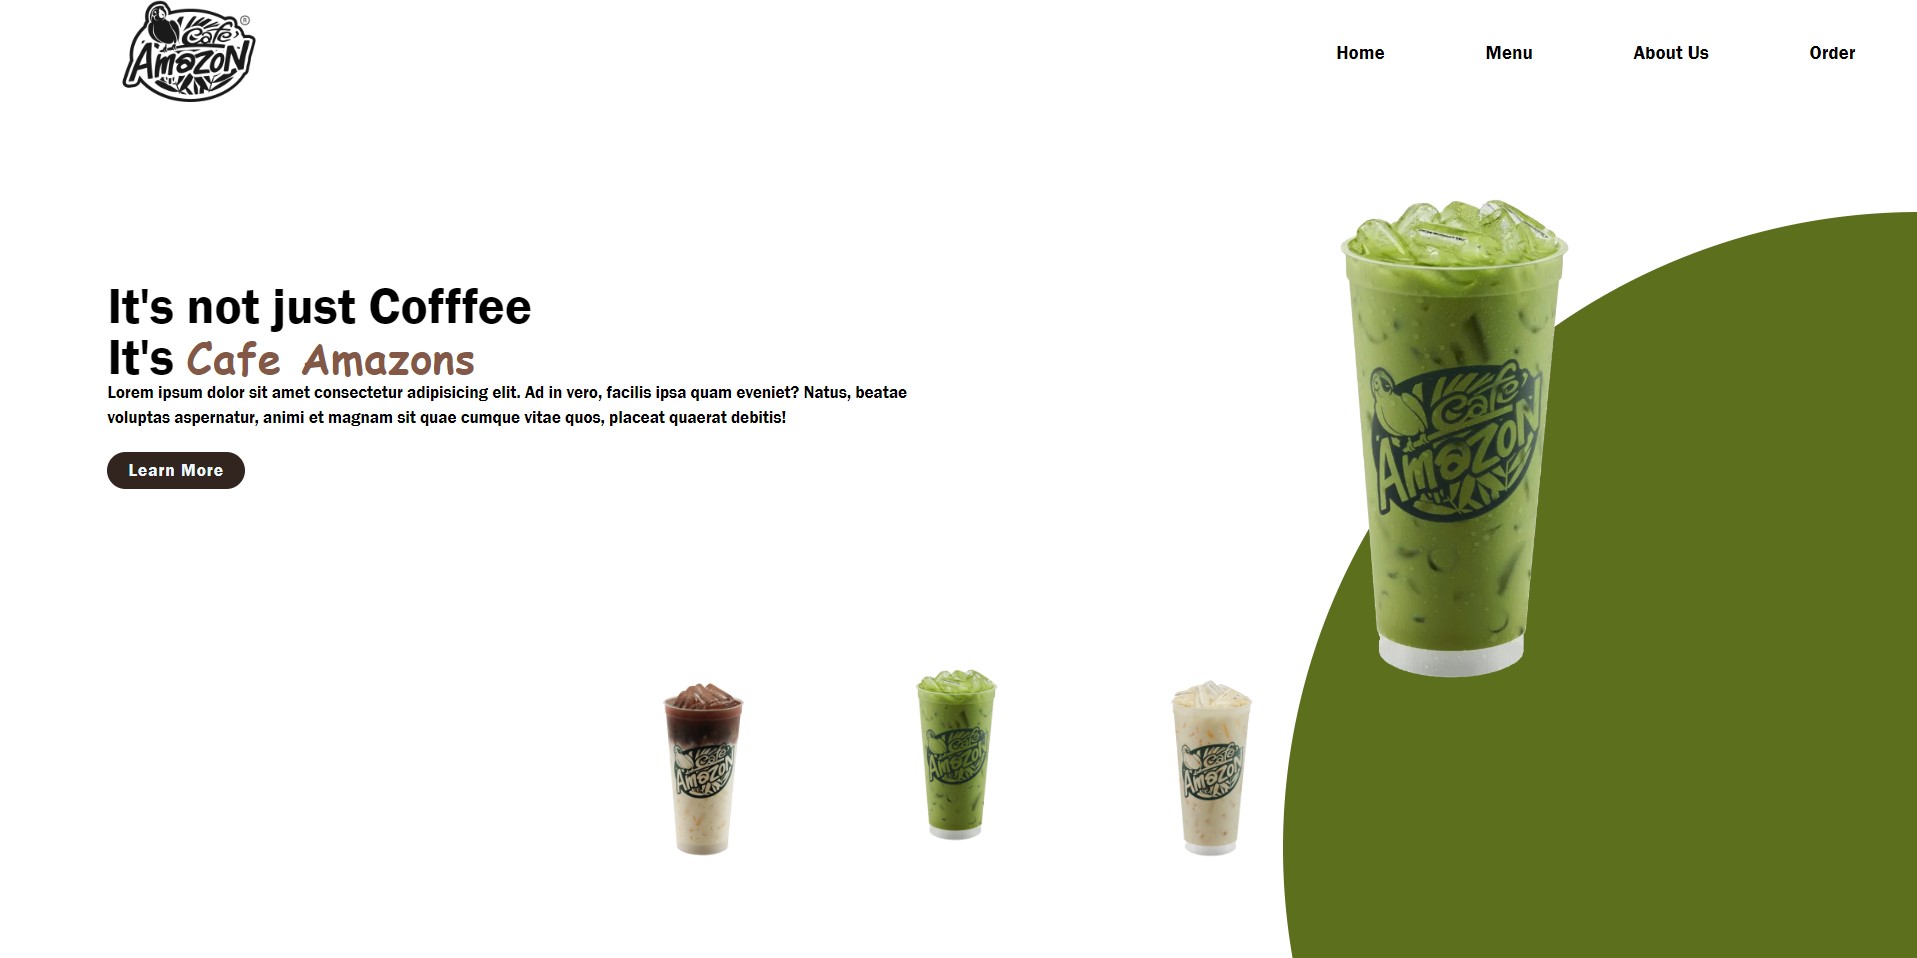 Café
Amazon ®
Home Menu About Us Order
It's not just Cofffee
It's Cafe Amazons
Lorem ipsum dolor sit amet consectetur adipisicing elit. Ad in vero, facilis ipsa quam eveniet? Natus, beatae
voluptas aspernatur, animi et magnam sit quae cumque vitae quos, placeat quaerat debitis!
Learn More
Café
Amazon
Café
Amazon
Café
Amazon
Café
Amazon